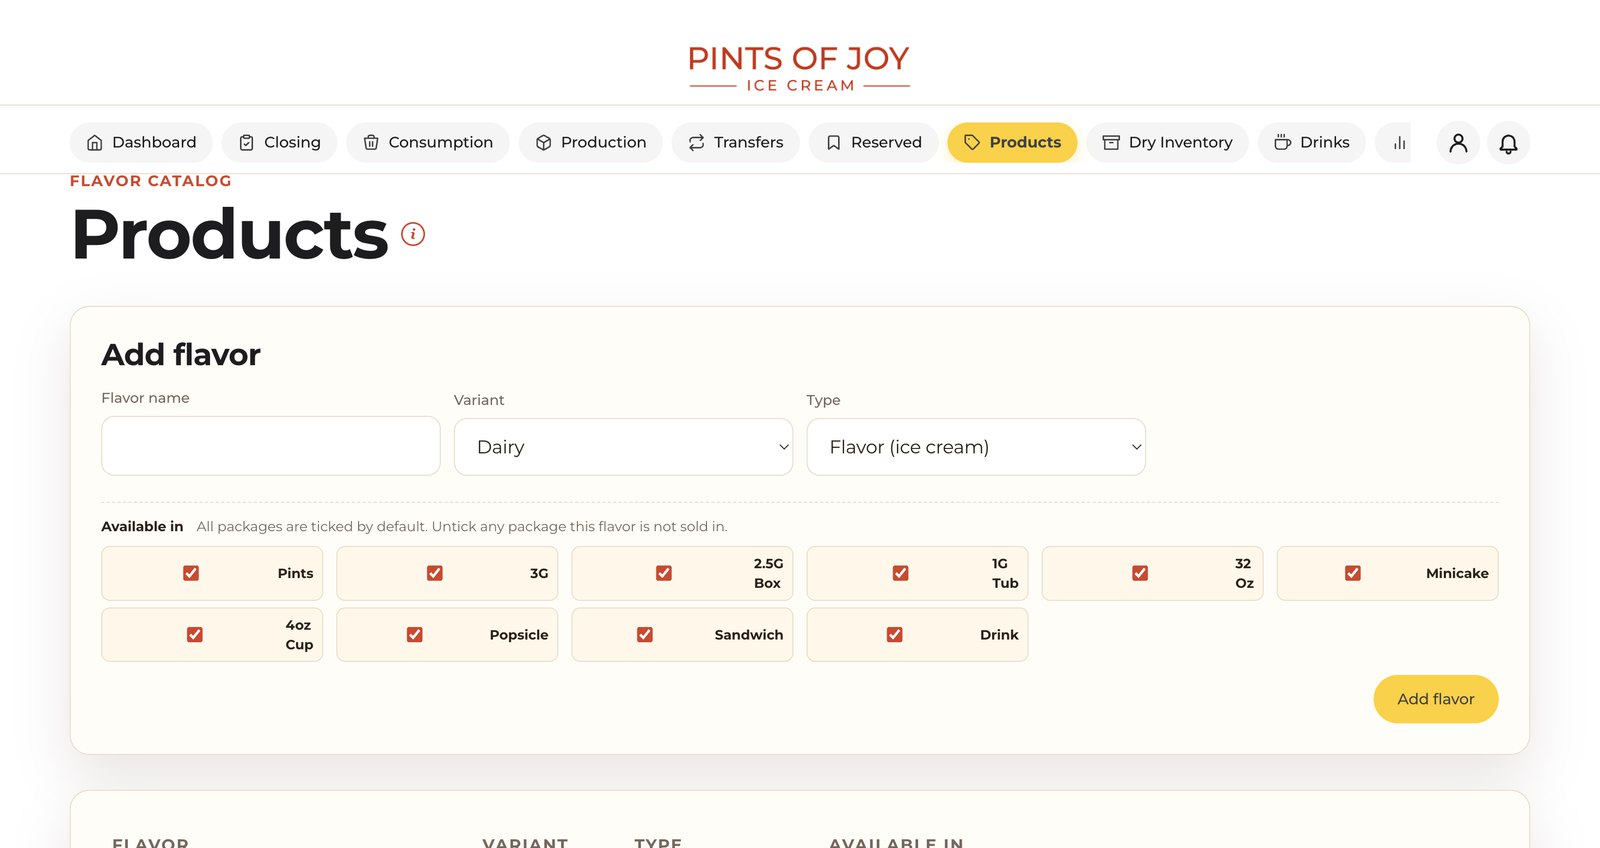 PINTS OF JOY
ICE CREAM
Dashboard Closing Consumption Production Transfers Reserved Products Dry Inventory Drinks
FLAVOR CATALOG
Products i
Add flavor
Flavor name Variant Type
Dairy Flavor (ice cream)
Available in All packages are ticked by default. Untick any package this flavor is not sold in.
Pints 3G 2.5G Box 1G Tub 32 Oz Minicake
4oz Cup Popsicle Sandwich Drink
Add flavor
FLAVOR VARIANT TYPE AVAILABLE IN